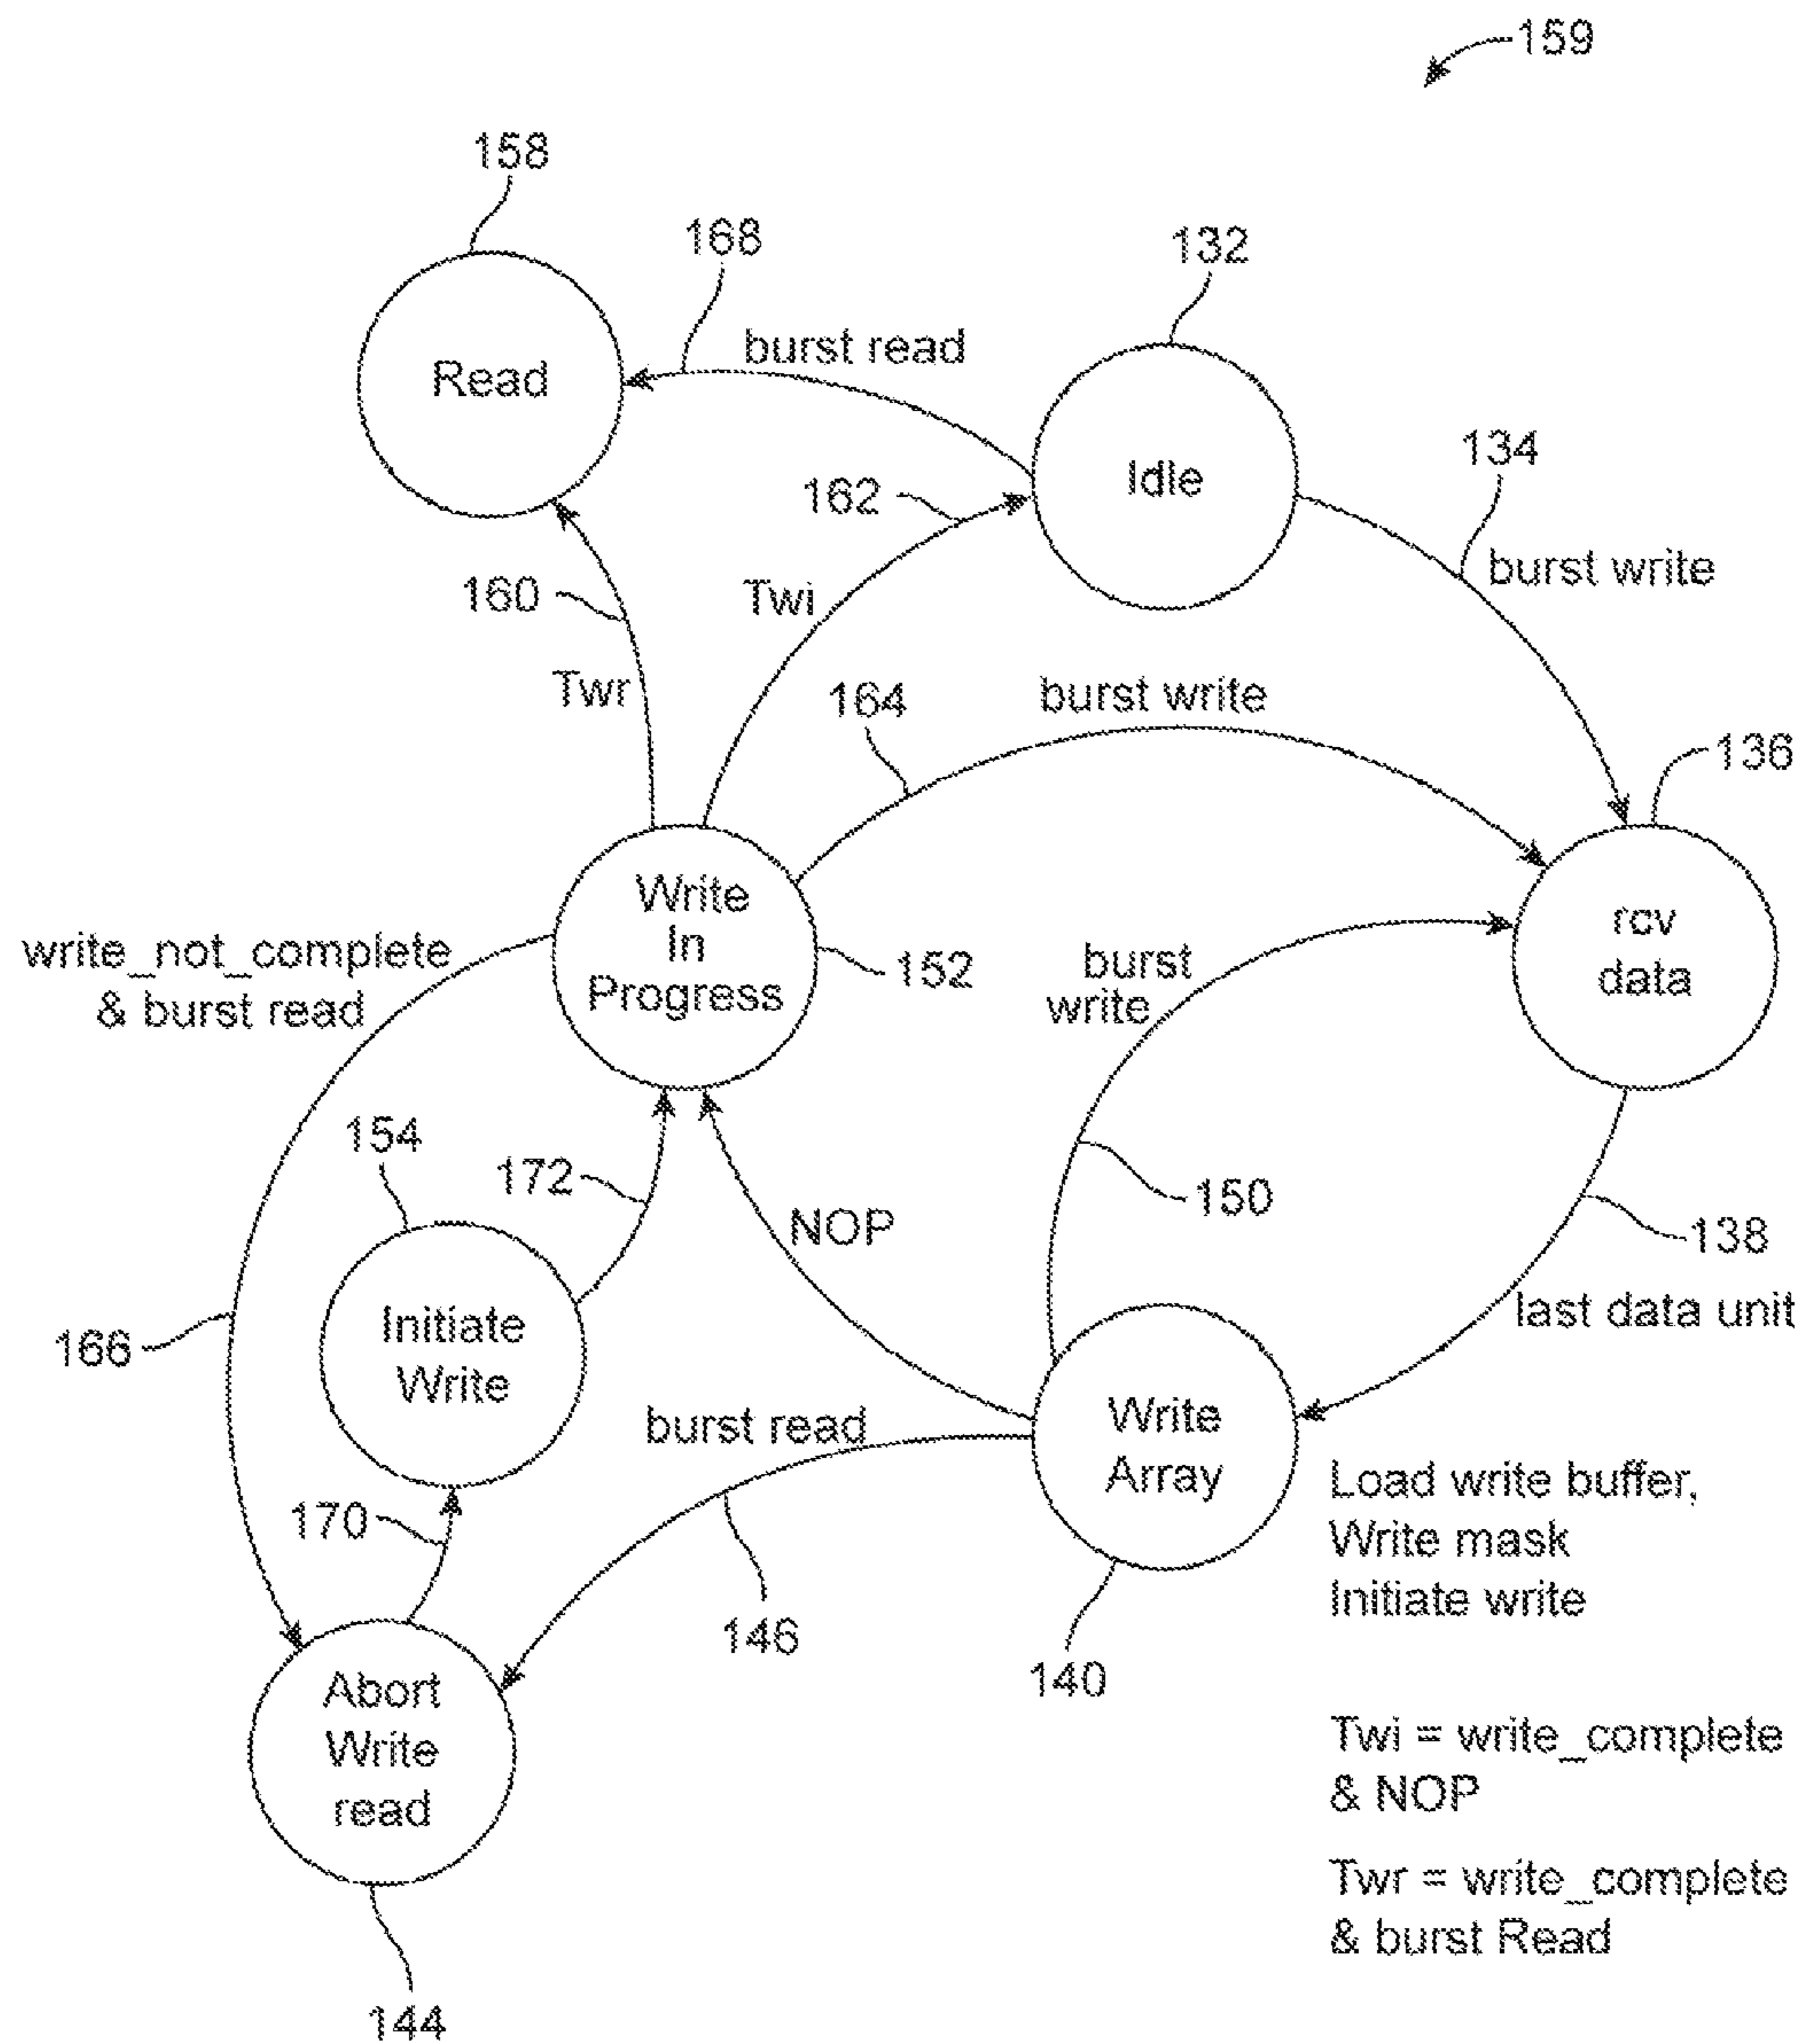 159
158
168
132
burst read
Read
Idle
134
162
burst write
160
Twi
Twr
164
burst write
136
Write
In
Progress
rcv
data
write_not_complete
& burst read
152
burst
write
154
172
150
NOP
138
Initiate
Write
last data unit
166
burst read
Write
Array
Load write buffer,
Write mask
Initiate write
170
146
140
Abort
Write
read
Twi = write_complete
& NOP
Twr = write_complete
& burst Read
144